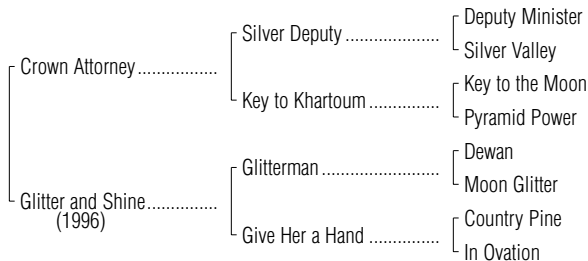 Deputy Minister
Silver Deputy ....................
Silver Valley
Crown Attorney.................
Key to the Moon
Key to Khartoum ...............
Pyramid Power
Dewan
Glitterman .........................
Moon Glitter
Glitter and Shine...............
(1996)
Country Pine
Give Her a Hand ...............
In Ovation